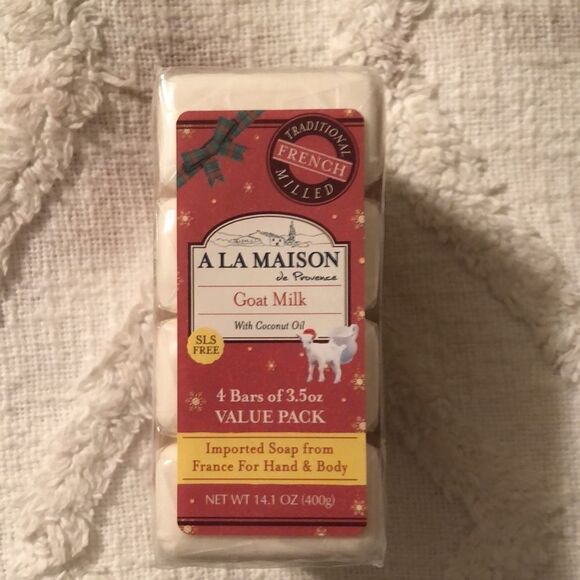 TRADITIONAL
FRENCH
MILLED
A LA MAISON
de Provence
Goat Milk
With Coconut Oil
SLS
FREE
4 Bars of 3.5oz
VALUE PACK
Imported Soap from
France For Hand & Body
NET WT 14.1 OZ (400g)